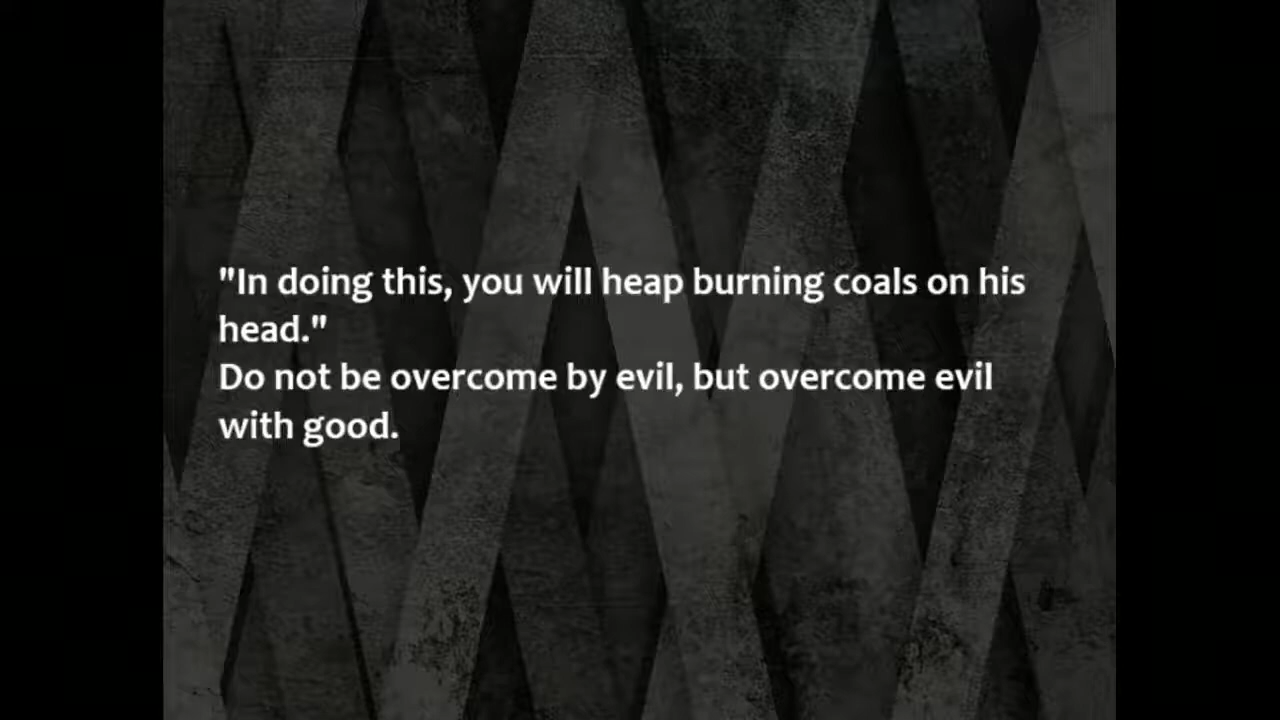 "In doing this, you will heap burning coals on his
head."
Do not be overcome by evil, but overcome evil
with good.